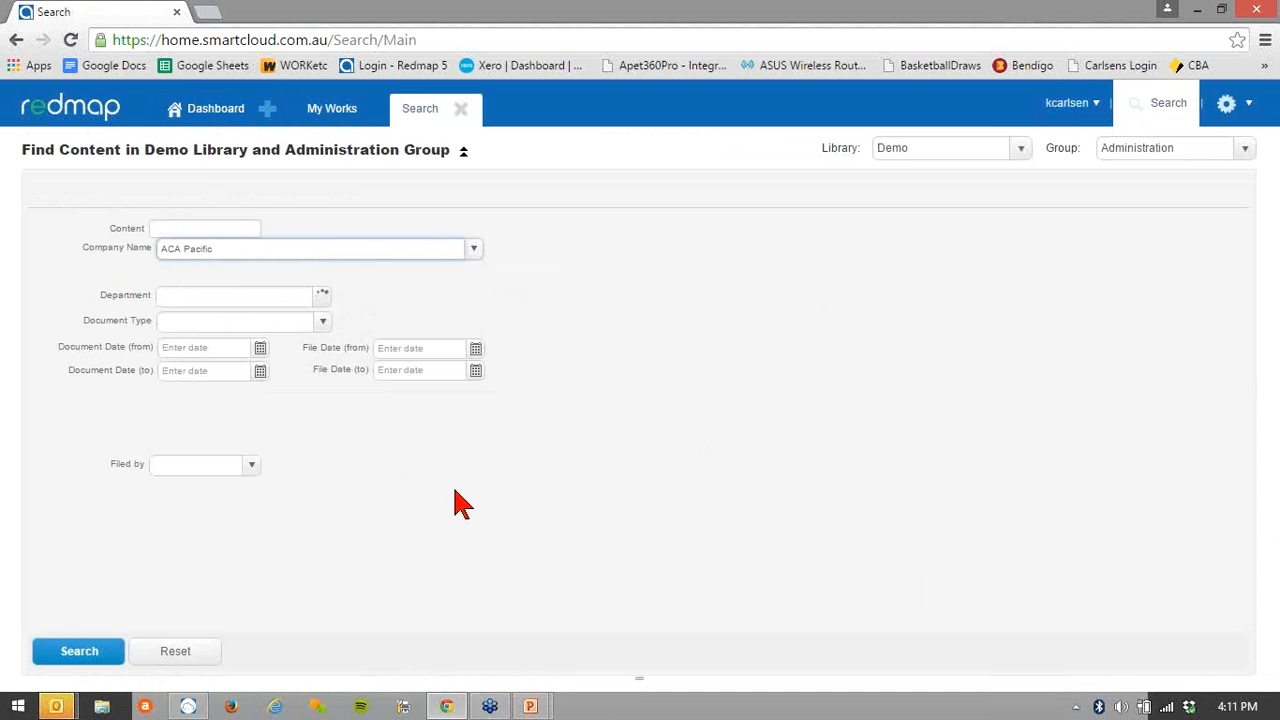 Search
https://home.smartcloud.com.au/Search/Main
Apps Google Docs Google Sheets WORKetc Login - Redmap 5 Xero | Dashboard | ... Apet360Pro - Integr... ASUS Wireless Rout... BasketballDraws Bendigo Carlsens Login CBA »
redmap Dashboard My Works Search kcarlsen Search
Find Content in Demo Library and Administration Group Library: Demo Group: Administration
Content
Company Name ACA Pacific
Department
Document Type
Document Date (from) Enter date File Date (from) Enter date
Document Date (to) Enter date File Date (to) Enter date
Filed by
Search Reset
4:11 PM